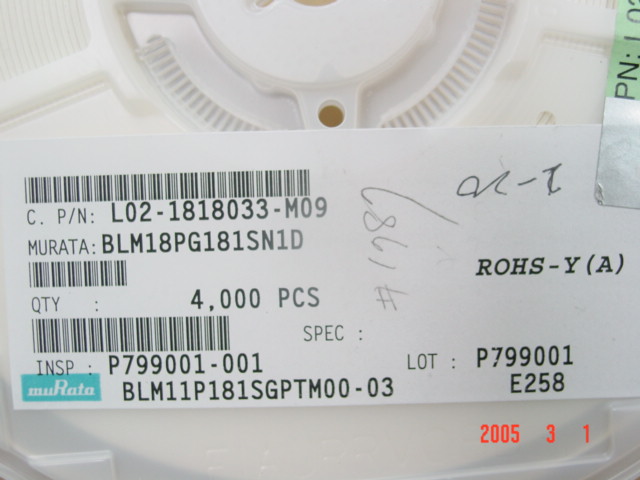 PN: L02
C. P/N: L02-1818033-M09
MURATA: BLM18PG181SN1D
ROHS-Y(A)
QTY : 4,000 PCS
SPEC :
INSP : P799001-001
LOT : P799001
muRata BLM11P181SGPTM00-03
E258
2005 3 1